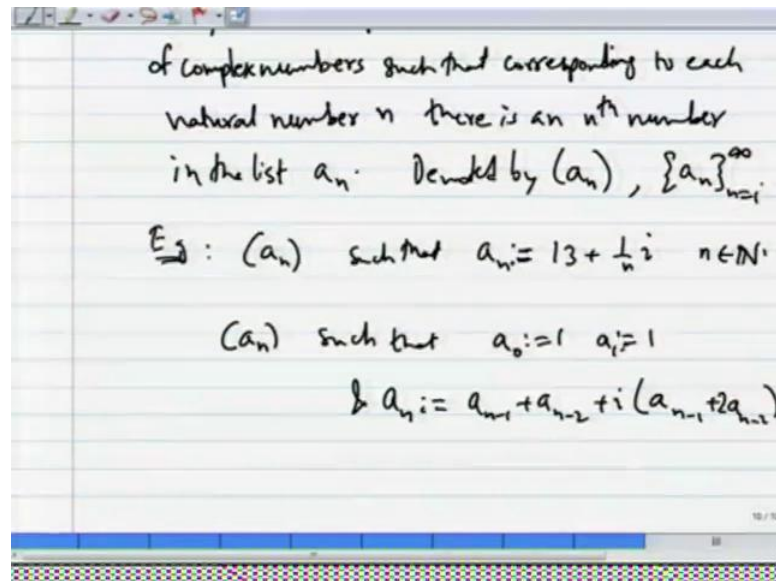 of complex numbers such that corresponding to each
natural number n there is an nth number
in the list aₙ. Denoted by (aₙ), {aₙ}ₙ₌₁^∞
Eg : (aₙ) such that aₙ := 13 + 1/n i n ∈ ℕ.
(aₙ) such that a₀ := 1 a₁ := 1
& aₙ := aₙ₋₁ + aₙ₋₂ + i (aₙ₋₁ + 2aₙ₋₂)